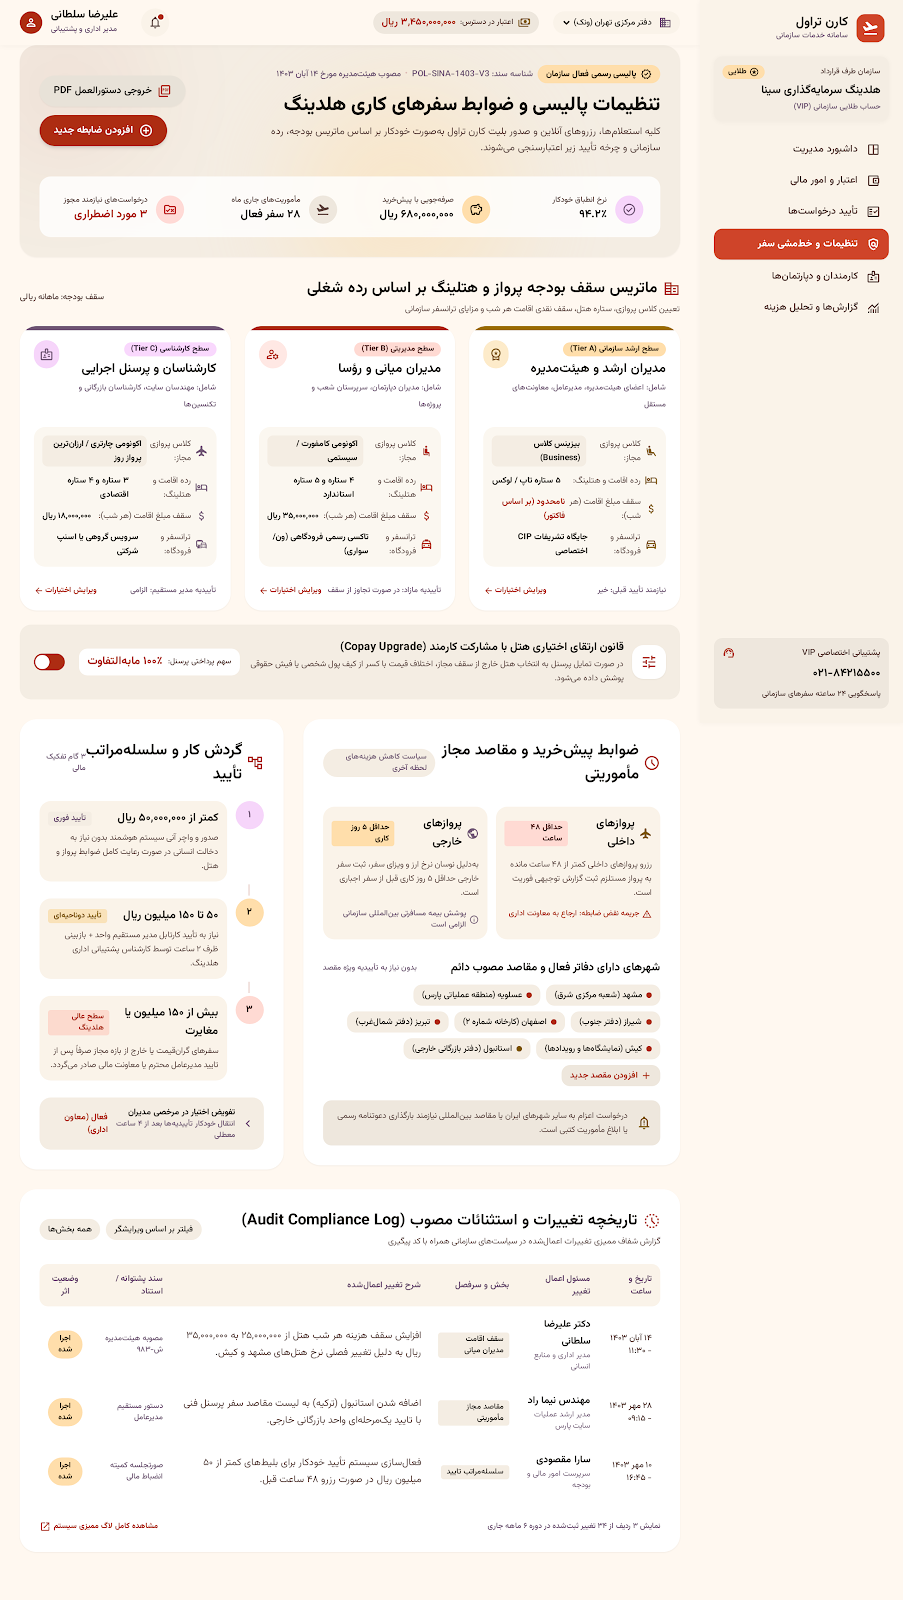 کارن تراول
سامانه خدمات سازمانی
سازمان طرف قرارداد
طلایی
هلدینگ سرمایه‌گذاری سینا
حساب طلایی سازمانی (VIP)
داشبورد مدیریت
اعتبار و امور مالی
تأیید درخواست‌ها
تنظیمات و خط‌مشی سفر
کارمندان و دپارتمان‌ها
گزارش‌ها و تحلیل هزینه
پشتیبانی اختصاصی VIP
۰۲۱-۸۴۲۱۵۵۰۰
پاسخگویی ۲۴ ساعته سفرهای سازمانی
دفتر مرکزی تهران (ونک)
اعتبار در دسترس: ۳,۴۵۰,۰۰۰,۰۰۰ ریال
علیرضا سلطانی
مدیر اداری و پشتیبانی
پالیسی رسمی فعال سازمان
شناسه سند: POL-SINA-1403-V3 · مصوب هیئت‌مدیره مورخ ۱۴ آبان ۱۴۰۳
تنظیمات پالیسی و ضوابط سفرهای کاری هلدینگ
کلیه استعلام‌ها، رزروهای آنلاین و صدور بلیت کارن تراول به‌صورت خودکار بر اساس ماتریس بودجه، رده
سازمانی و چرخه تأیید زیر اعتبارسنجی می‌شوند.
خروجی دستورالعمل PDF
افزودن ضابطه جدید
نرخ انطباق خودکار
۹۴.۲٪
صرفه‌جویی با پیش‌خرید
۶۸۰,۰۰۰,۰۰۰ ریال
مأموریت‌های جاری ماه
۲۸ سفر فعال
درخواست‌های نیازمند مجوز
۳ مورد اضطراری
ماتریس سقف بودجه پرواز و هتلینگ بر اساس رده شغلی
تعیین کلاس پروازی، ستاره هتل، سقف نقدی اقامت هر شب و مزایای ترانسفر سازمانی
سقف بودجه: ماهانه ریالی
سطح ارشد سازمانی (Tier A)
مدیران ارشد و هیئت‌مدیره
شامل: اعضای هیئت‌مدیره، مدیرعامل، معاونت‌های
مستقل
کلاس پروازی
مجاز:
بیزینس کلاس
(Business)
رده اقامت و هتلینگ:
۵ ستاره تاپ / لوکس
سقف مبلغ اقامت (هر
شب):
نامحدود (بر اساس
فاکتور)
ترانسفر و
فرودگاه:
جایگاه تشریفات CIP
اختصاصی
نیازمند تأیید قبلی: خیر
ویرایش اختیارات
سطح مدیریتی (Tier B)
مدیران میانی و رؤسا
شامل: مدیران دپارتمان، سرپرستان شعب و
پروژه‌ها
کلاس پروازی
مجاز:
اکونومی کامفورت /
سیستمی
رده اقامت و
هتلینگ:
۴ ستاره و ۵ ستاره
استاندارد
سقف مبلغ اقامت (هر شب):
۳۵,۰۰۰,۰۰۰ ریال
ترانسفر و
فرودگاه:
تاکسی رسمی فرودگاهی (ون/
سواری)
تأییدیه مازاد: در صورت تجاوز از سقف
ویرایش اختیارات
سطح کارشناسی (Tier C)
کارشناسان و پرسنل اجرایی
شامل: مهندسان سایت، کارشناسان بازرگانی و
تکنسین‌ها
کلاس پروازی
مجاز:
اکونومی چارتری / ارزان‌ترین
پرواز روز
رده اقامت و
هتلینگ:
۳ ستاره و ۴ ستاره
اقتصادی
سقف مبلغ اقامت (هر شب):
۱۸,۰۰۰,۰۰۰ ریال
ترانسفر و
فرودگاه:
سرویس گروهی یا اسنپ
شرکتی
تأییدیه مدیر مستقیم: الزامی
ویرایش اختیارات
قانون ارتقای اختیاری هتل با مشارکت کارمند (Copay Upgrade)
در صورت تمایل پرسنل به انتخاب هتل خارج از سقف مجاز، اختلاف قیمت با کسر از کیف پول شخصی یا فیش حقوقی
پوشش داده می‌شود.
سهم پرداختی پرسنل: ۱۰۰٪ مابه‌التفاوت
ضوابط پیش‌خرید و مقاصد مجاز
مأموریتی
سیاست کاهش هزینه‌های
لحظه آخری
پروازهای
داخلی
حداقل ۴۸
ساعت
رزرو پروازهای داخلی کمتر از ۴۸ ساعت مانده
به پرواز مستلزم ثبت گزارش توجیهی فوریت
است.
جریمه نقض ضابطه: ارجاع به معاونت اداری
پروازهای
خارجی
حداقل ۵ روز
کاری
به‌دلیل نوسان نرخ ارز و ویزای سفر، ثبت سفر
خارجی حداقل ۵ روز کاری قبل از سفر اجباری
است.
پوشش بیمه مسافرتی بین‌المللی سازمانی
الزامی است
شهرهای دارای دفاتر فعال و مقاصد مصوب دائم
بدون نیاز به تأییدیه ویژه مقصد
مشهد (شعبه مرکزی شرق)
عسلویه (منطقه عملیاتی پارس)
شیراز (دفتر جنوب)
اصفهان (کارخانه شماره ۲)
تبریز (دفتر شمال‌غرب)
کیش (نمایشگاه‌ها و رویدادها)
استانبول (دفتر بازرگانی خارجی)
+ افزودن مقصد جدید
درخواست اعزام به سایر شهرهای ایران یا مقاصد بین‌المللی نیازمند بارگذاری دعوتنامه رسمی
یا ابلاغ مأموریت کتبی است.
گردش کار و سلسله‌مراتب
تأیید
۳ گام تفکیک
مالی
۱
کمتر از ۵۰,۰۰۰,۰۰۰ ریال
تأیید فوری
صدور و واچر آنی سیستم هوشمند بدون نیاز به
دخالت انسانی در صورت رعایت کامل ضوابط پرواز و
هتل.
۲
۵۰ تا ۱۵۰ میلیون ریال
تأیید دوناحیه‌ای
نیاز به تأیید کارتابل مدیر مستقیم واحد + بازبینی
ظرف ۲ ساعت توسط کارشناس پشتیبانی اداری
هلدینگ.
۳
بیش از ۱۵۰ میلیون یا
مغایرت
سطح عالی
هلدینگ
سفرهای گران‌قیمت یا خارج از بازه مجاز صرفاً پس از
تایید مدیرعامل محترم یا معاونت مالی صادر می‌گردد.
تفویض اختیار در مرخصی مدیران
انتقال خودکار تأییدیه‌ها بعد از ۴ ساعت
معطلی
فعال (معاون
اداری)
تاریخچه تغییرات و استثنائات مصوب (Audit Compliance Log)
گزارش شفاف ممیزی تغییرات اعمال‌شده در سیاست‌های سازمانی همراه با کد پیگیری
فیلتر بر اساس ویرایشگر
همه بخش‌ها
تاریخ و
ساعت
مسئول اعمال
تغییر
بخش و سرفصل
شرح تغییر اعمال‌شده
سند پشتوانه /
استناد
وضعیت
اثر
۱۴ آبان ۱۴۰۳
- ۱۱:۳۰
دکتر علیرضا
سلطانی
مدیر اداری و منابع
انسانی
سقف اقامت
مدیران میانی
افزایش سقف هزینه هر شب هتل از ۲۵,۰۰۰,۰۰۰ به ۳۵,۰۰۰,۰۰۰
ریال به دلیل تغییر فصلی نرخ هتل‌های مشهد و کیش.
مصوبه هیئت‌مدیره
ش-۹۸۳
اجرا
شده
۲۸ مهر ۱۴۰۳
- ۰۹:۱۵
مهندس نیما راد
مدیر ارشد عملیات
سایت پارس
مقاصد مجاز
مأموریتی
اضافه شدن استانبول (ترکیه) به لیست مقاصد سفر پرسنل فنی
با تایید یک‌مرحله‌ای واحد بازرگانی خارجی.
دستور مستقیم
مدیرعامل
اجرا
شده
۱۰ مهر ۱۴۰۳
- ۱۶:۴۵
سارا مقصودی
سرپرست امور مالی و
بودجه
سلسله‌مراتب تایید
فعال‌سازی سیستم تأیید خودکار برای بلیط‌های کمتر از ۵۰
میلیون ریال در صورت رزرو ۴۸ ساعت قبل.
صورتجلسه کمیته
انضباط مالی
اجرا
شده
نمایش ۳ ردیف از ۳۴ تغییر ثبت‌شده در دوره ۶ ماهه جاری
مشاهده کامل لاگ ممیزی سیستم